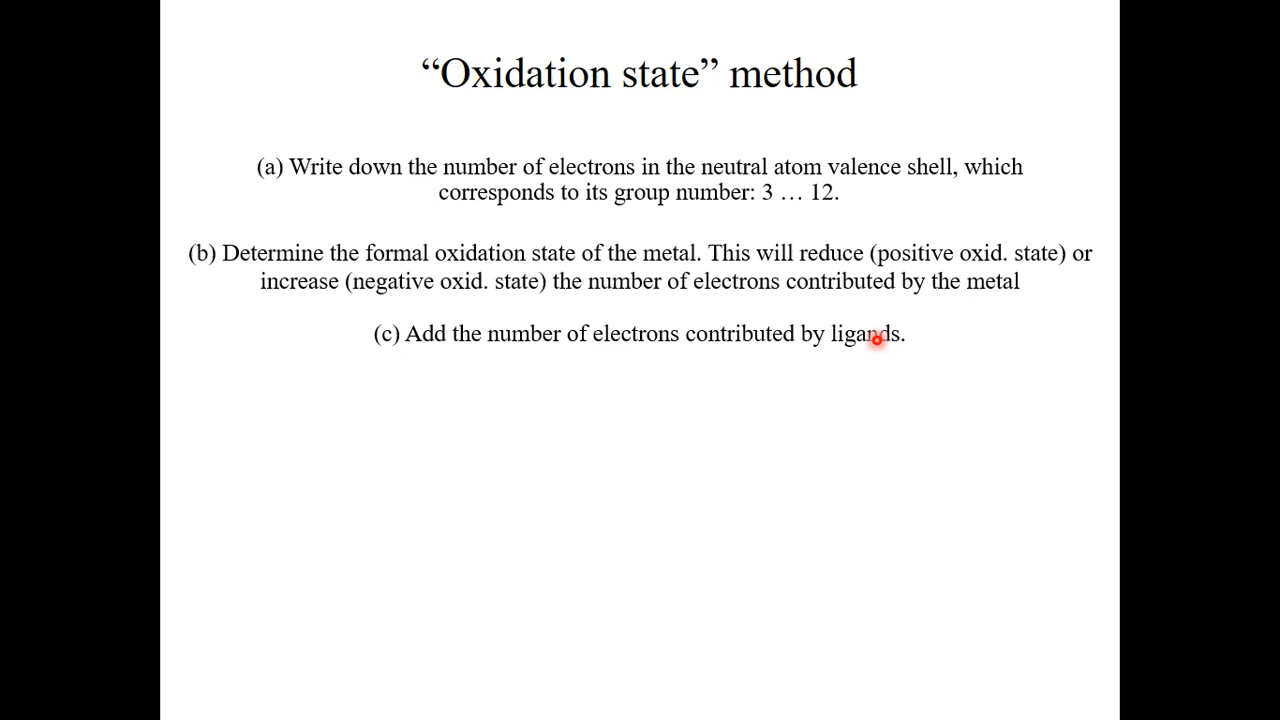 “Oxidation state” method
(a) Write down the number of electrons in the neutral atom valence shell, which
corresponds to its group number: 3 … 12.
(b) Determine the formal oxidation state of the metal. This will reduce (positive oxid. state) or
increase (negative oxid. state) the number of electrons contributed by the metal
(c) Add the number of electrons contributed by ligands.